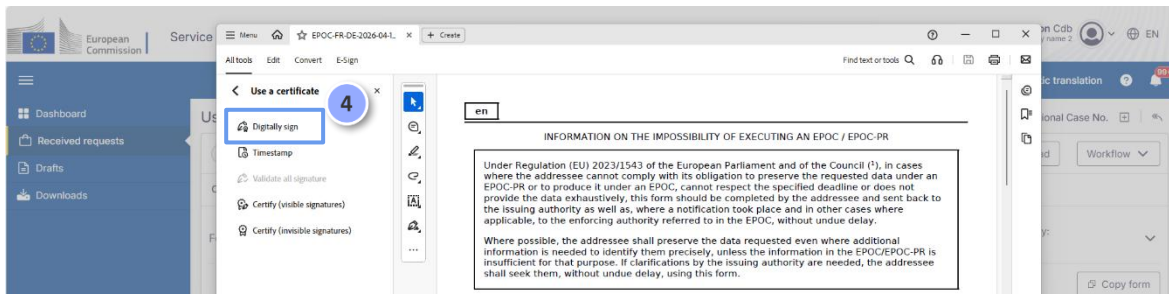 European
Commission
Service
Menu
EPOC-FR-DE-2026-04-1..
+ Create
on Cdb
name 2
EN
All tools Edit Convert E-Sign
Find text or tools
Dashboard
Received requests
Drafts
Downloads
Us
Use a certificate
4
Digitally sign
Timestamp
Validate all signature
Certify (visible signatures)
Certify (invisible signatures)
en
INFORMATION ON THE IMPOSSIBILITY OF EXECUTING AN EPOC / EPOC-PR
Under Regulation (EU) 2023/1543 of the European Parliament and of the Council (¹), in cases
where the addressee cannot comply with its obligation to preserve the requested data under an
EPOC-PR or to produce it under an EPOC, cannot respect the specified deadline or does not
provide the data exhaustively, this form should be completed by the addressee and sent back to
the issuing authority as well as, where a notification took place and in other cases where
applicable, to the enforcing authority referred to in the EPOC, without undue delay.
Where possible, the addressee shall preserve the data requested even where additional
information is needed to identify them precisely, unless the information in the EPOC/EPOC-PR is
insufficient for that purpose. If clarifications by the issuing authority are needed, the addressee
shall seek them, without undue delay, using this form.
ic translation
99
ional Case No.
Workflow
y:
Copy form